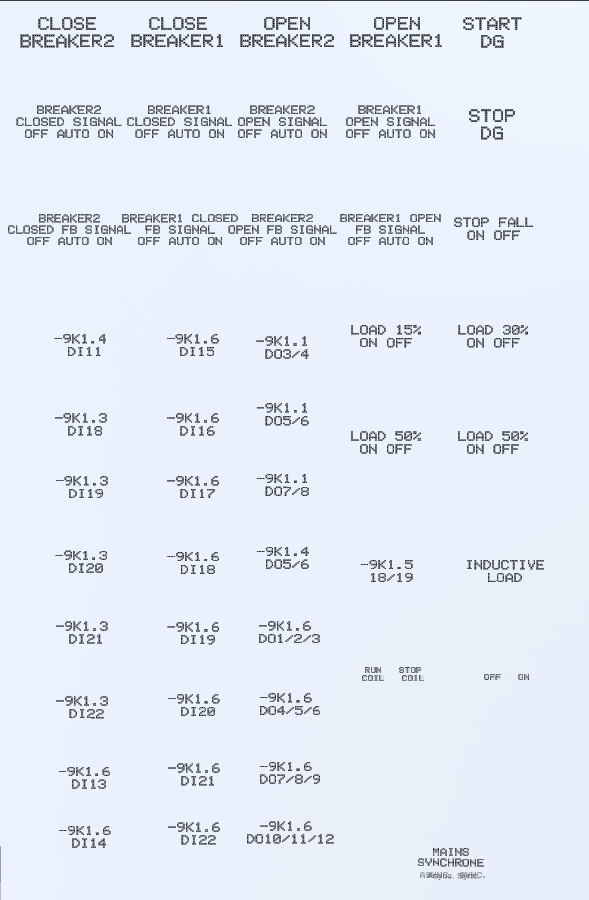 CLOSE
BREAKER2
CLOSE
BREAKER1
OPEN
BREAKER2
OPEN
BREAKER1
START
DG
BREAKER2
CLOSED SIGNAL
OFF AUTO ON
BREAKER1
CLOSED SIGNAL
OFF AUTO ON
BREAKER2
OPEN SIGNAL
OFF AUTO ON
BREAKER1
OPEN SIGNAL
OFF AUTO ON
STOP
DG
BREAKER2
CLOSED FB SIGNAL
OFF AUTO ON
BREAKER1 CLOSED
FB SIGNAL
OFF AUTO ON
BREAKER2
OPEN FB SIGNAL
OFF AUTO ON
BREAKER1 OPEN
FB SIGNAL
OFF AUTO ON
STOP FALL
ON OFF
-9K1.4
DI11
-9K1.6
DI15
-9K1.1
DO3/4
LOAD 15%
ON OFF
LOAD 30%
ON OFF
-9K1.3
DI18
-9K1.6
DI16
-9K1.1
DO5/6
LOAD 50%
ON OFF
LOAD 50%
ON OFF
-9K1.3
DI19
-9K1.6
DI17
-9K1.1
DO7/8
-9K1.3
DI20
-9K1.6
DI18
-9K1.4
DO5/6
-9K1.5
18/19
INDUCTIVE
LOAD
-9K1.3
DI21
-9K1.6
DI19
-9K1.6
DO1/2/3
RUN
COIL
STOP
COIL
OFF ON
-9K1.3
DI22
-9K1.6
DI20
-9K1.6
DO4/5/6
-9K1.6
DI13
-9K1.6
DI21
-9K1.6
DO7/8/9
-9K1.6
DI14
-9K1.6
DI22
-9K1.6
DO10/11/12
MAINS
SYNCHRONE